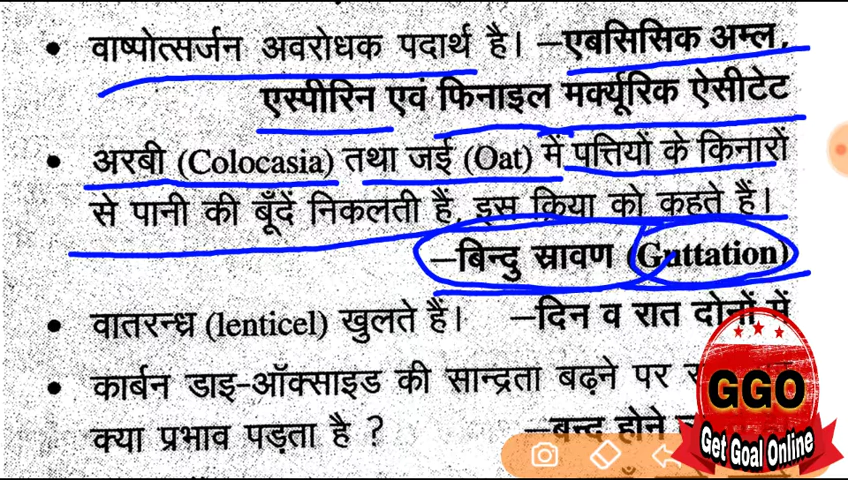 • वाष्पोत्सर्जन अवरोधक पदार्थ है। –एबसिसिक अम्ल,
एस्पीरिन एवं फिनाइल मर्क्यूरिक ऐसीटेट
• अरबी (Colocasia) तथा जई (Oat) में पत्तियों के किनारों
से पानी की बूँदें निकलती हैं, इस क्रिया को कहते हैं।
–बिन्दु स्रावण (Guttation)
• वातरन्ध्र (lenticel) खुलते हैं। –दिन व रात दोनों में
• कार्बन डाइ-ऑक्साइड की सान्द्रता बढ़ने पर
क्या प्रभाव पड़ता है ? –बन्द होने
GGO
Get Goal Online